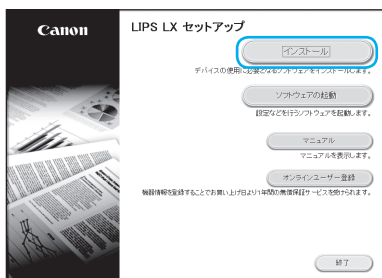 Canon
LIPS LX セットアップ
インストール
デバイスの使用に必要となるソフトウェアをインストールします。
ソフトウェアの起動
設定などを行うソフトウェアを起動します。
マニュアル
マニュアルを表示します。
オンラインユーザー登録
機器情報を登録することでお買い上げ日より1年間の無償保証サービスを受けられます。
終了